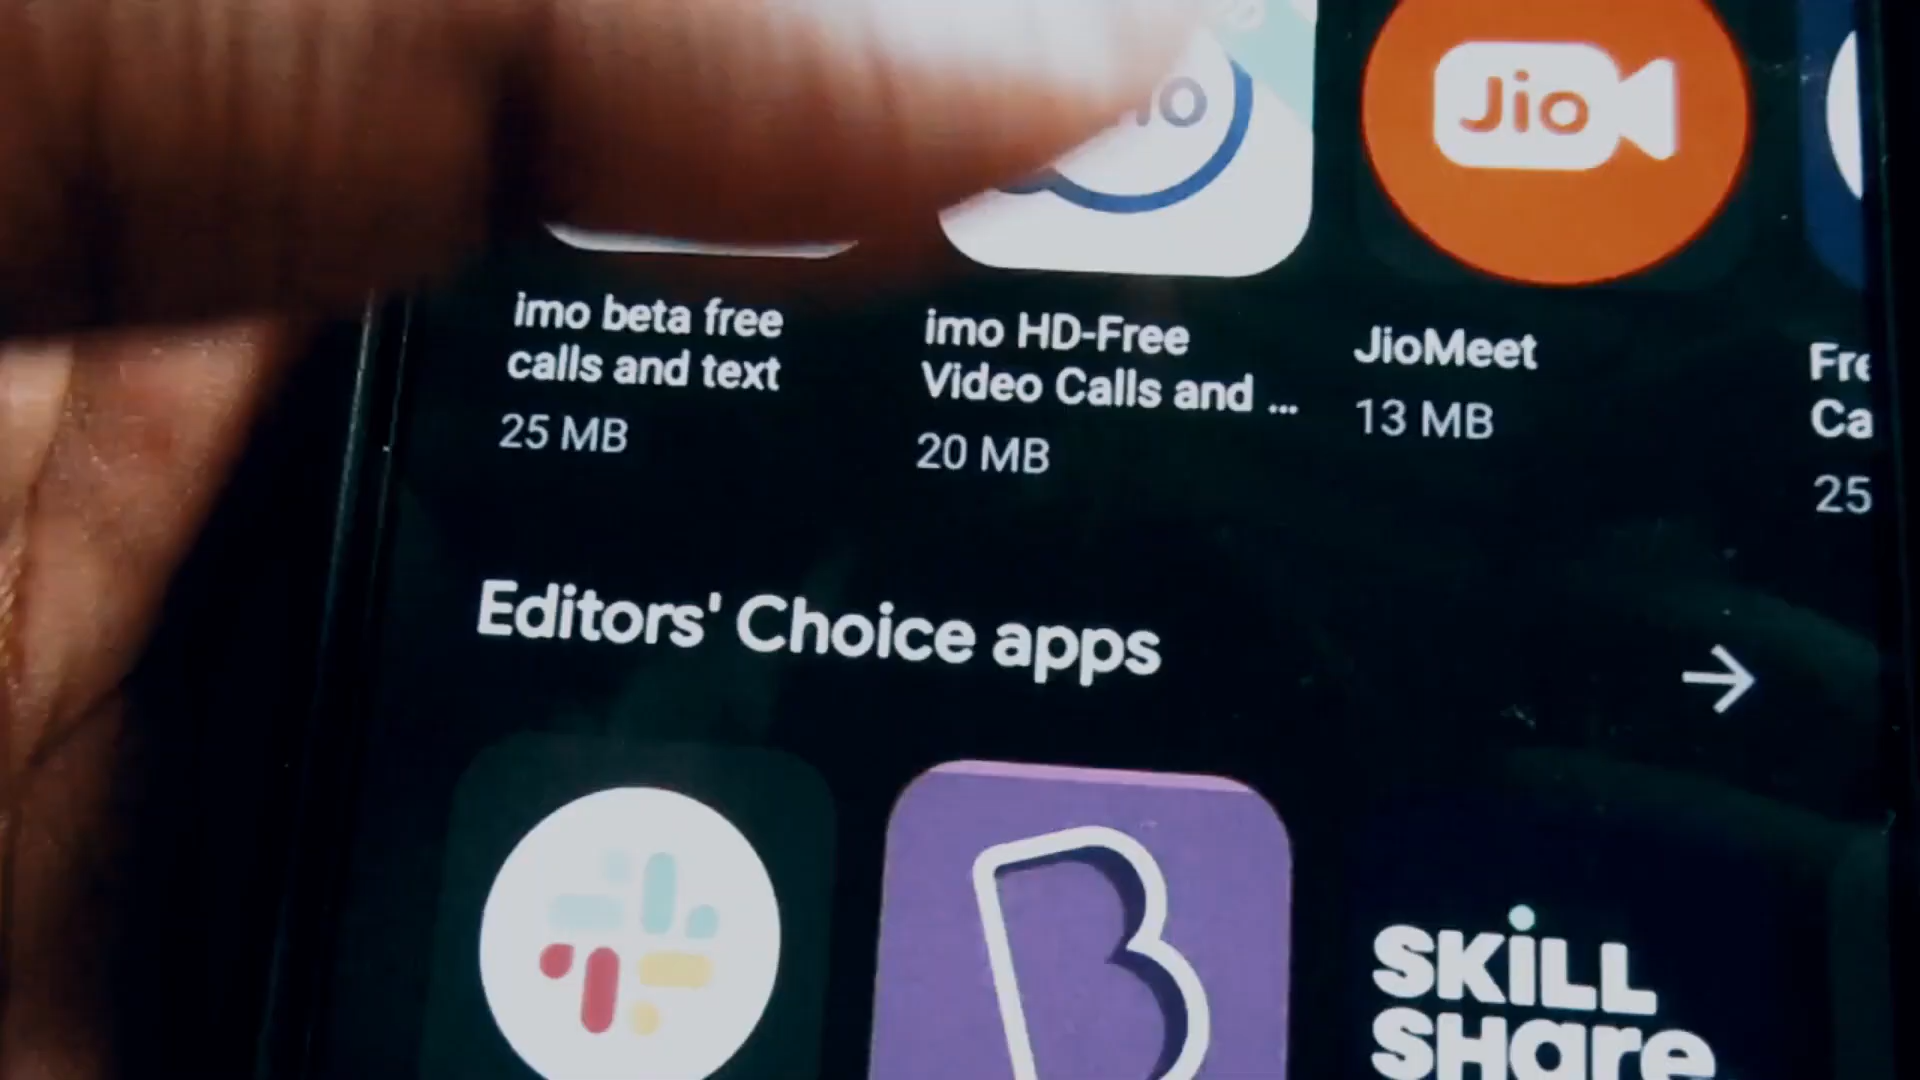 Jio
imo beta free
calls and text
25 MB
imo HD-Free
Video Calls and ...
20 MB
JioMeet
13 MB
25
Editors' Choice apps
B
SKiLL
SHare